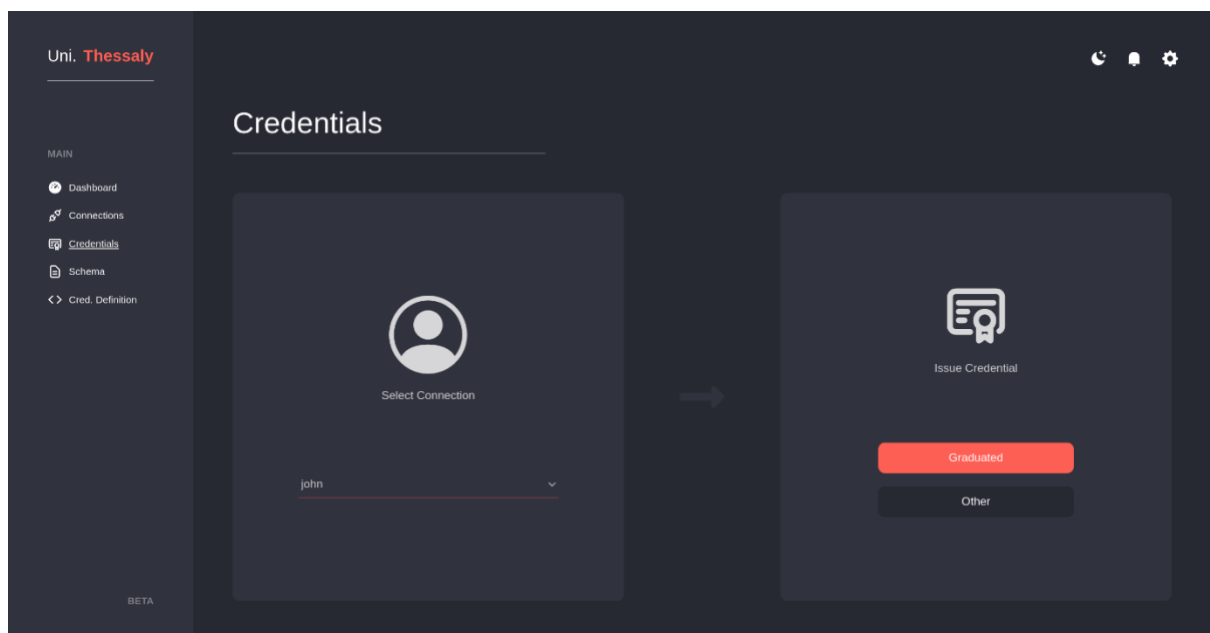 Uni. Thessaly
MAIN
Dashboard
Connections
Credentials
Schema
Cred. Definition
BETA
Credentials
Select Connection
john
Issue Credential
Graduated
Other